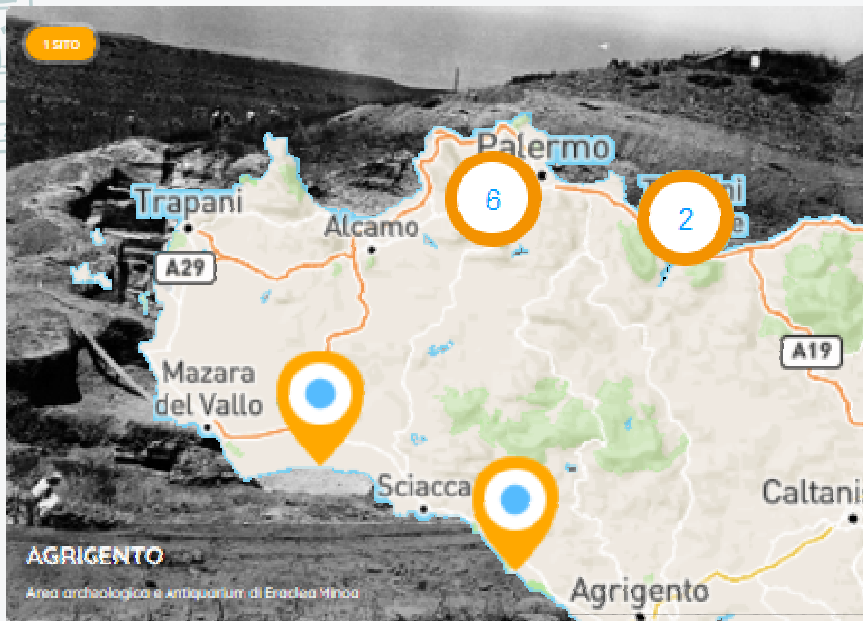 1 SITO
Palermo
6
2
Trapani
Alcamo
A29
A19
Mazara
del Vallo
Sciacca
Caltanis
AGRIGENTO
Area archeologica e Antiquarium di Eraclea Minoa
Agrigento